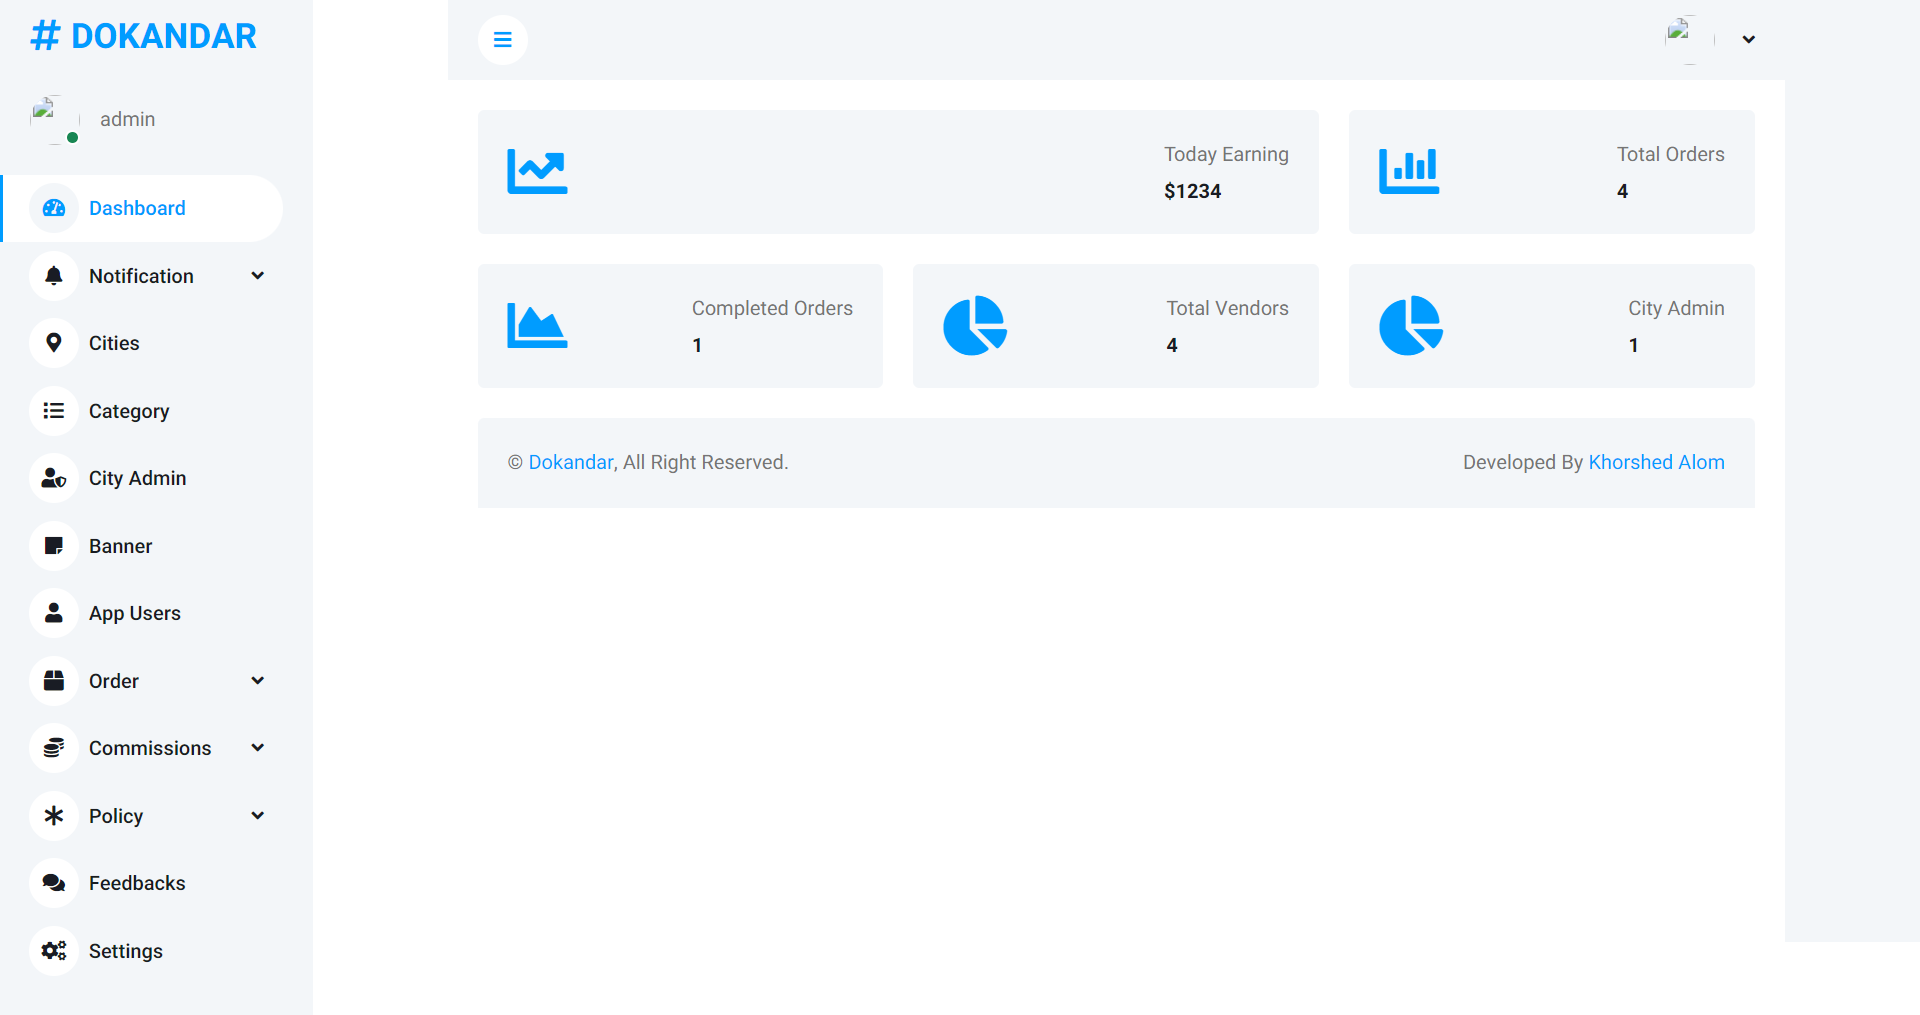 # DOKANDAR
admin
Dashboard
Notification
Cities
Category
City Admin
Banner
App Users
Order
Commissions
Policy
Feedbacks
Settings
Today Earning
$1234
Total Orders
4
Completed Orders
1
Total Vendors
4
City Admin
1
© Dokandar, All Right Reserved.
Developed By Khorshed Alom